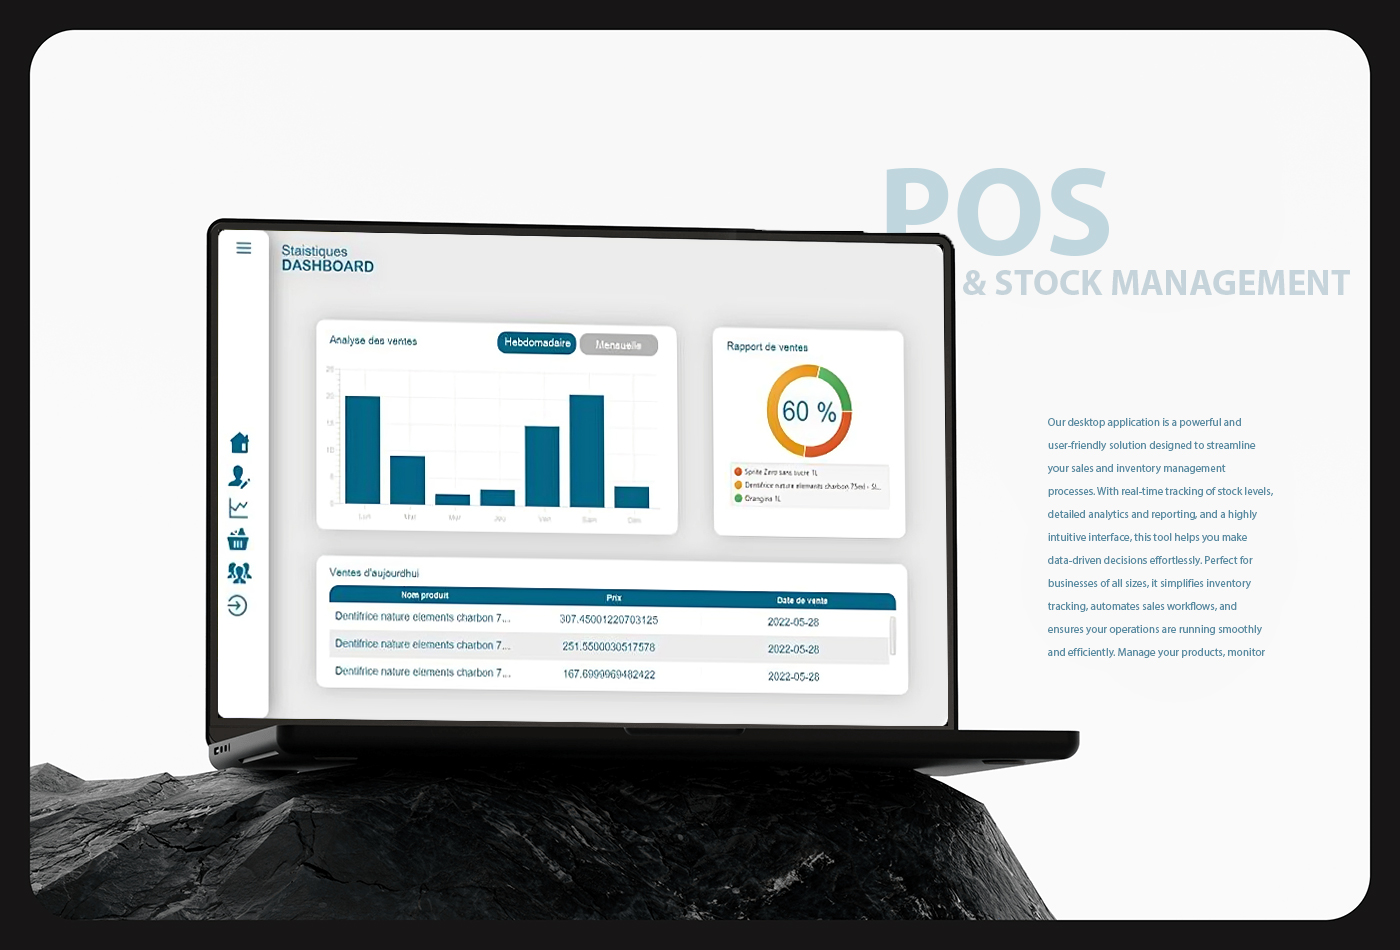 POS
& STOCK MANAGEMENT
Staistiques
DASHBOARD
Analyse des ventes
Hebdomadaire
Mensuelle
25
20
15
10
5
0
Lun
Mar
Mer
Jeu
Ven
Sam
Dim
Rapport de ventes
60 %
Sprite Zero sans sucre 1L
Dentifrice nature elements charbon 75ml - SI...
Orangina 1L
Ventes d'aujourdhui
Nom produit Prix Date de vente
Dentifrice nature elements charbon 7... 307.45001220703125 2022-05-28
Dentifrice nature elements charbon 7... 251.5500030517578 2022-05-28
Dentifrice nature elements charbon 7... 167.6999969482422 2022-05-28
Our desktop application is a powerful and
user-friendly solution designed to streamline
your sales and inventory management
processes. With real-time tracking of stock levels,
detailed analytics and reporting, and a highly
intuitive interface, this tool helps you make
data-driven decisions effortlessly. Perfect for
businesses of all sizes, it simplifies inventory
tracking, automates sales workflows, and
ensures your operations are running smoothly
and efficiently. Manage your products, monitor